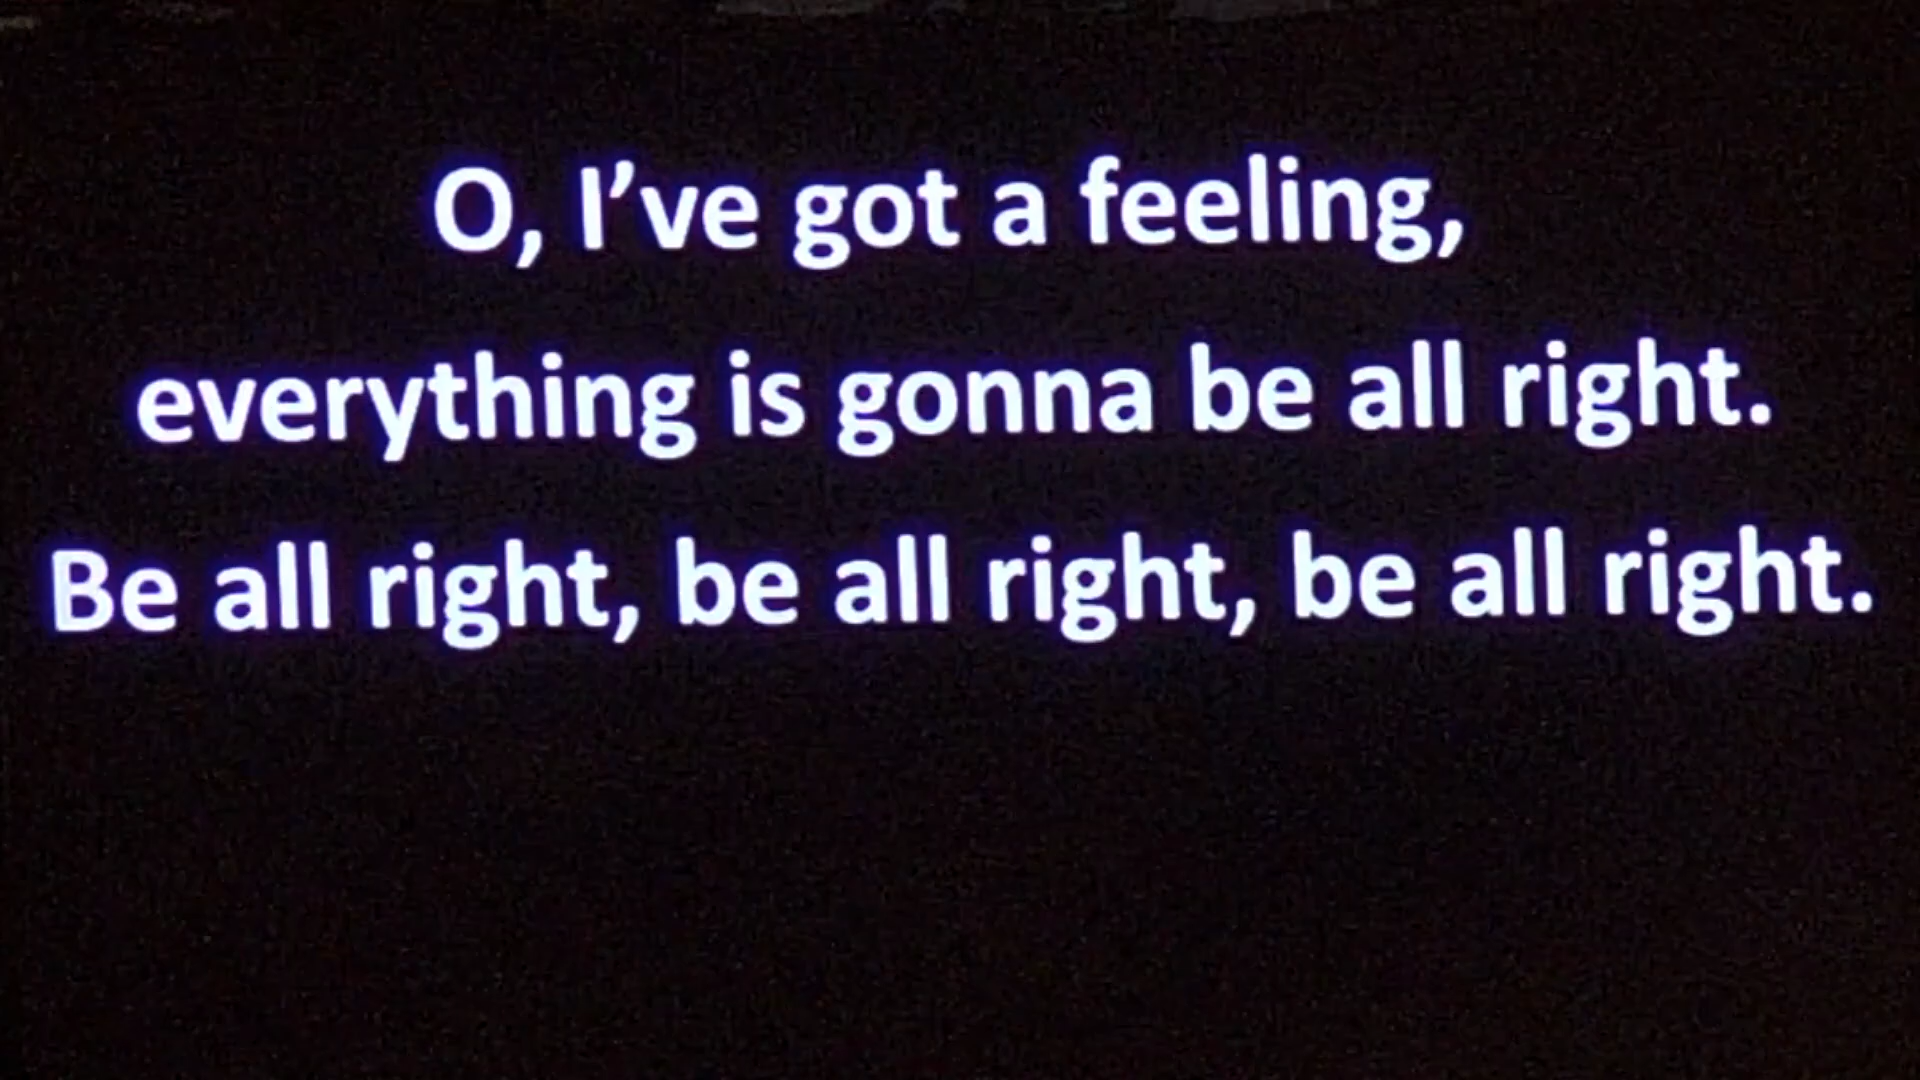 O, I’ve got a feeling,
everything is gonna be all right.
Be all right, be all right, be all right.